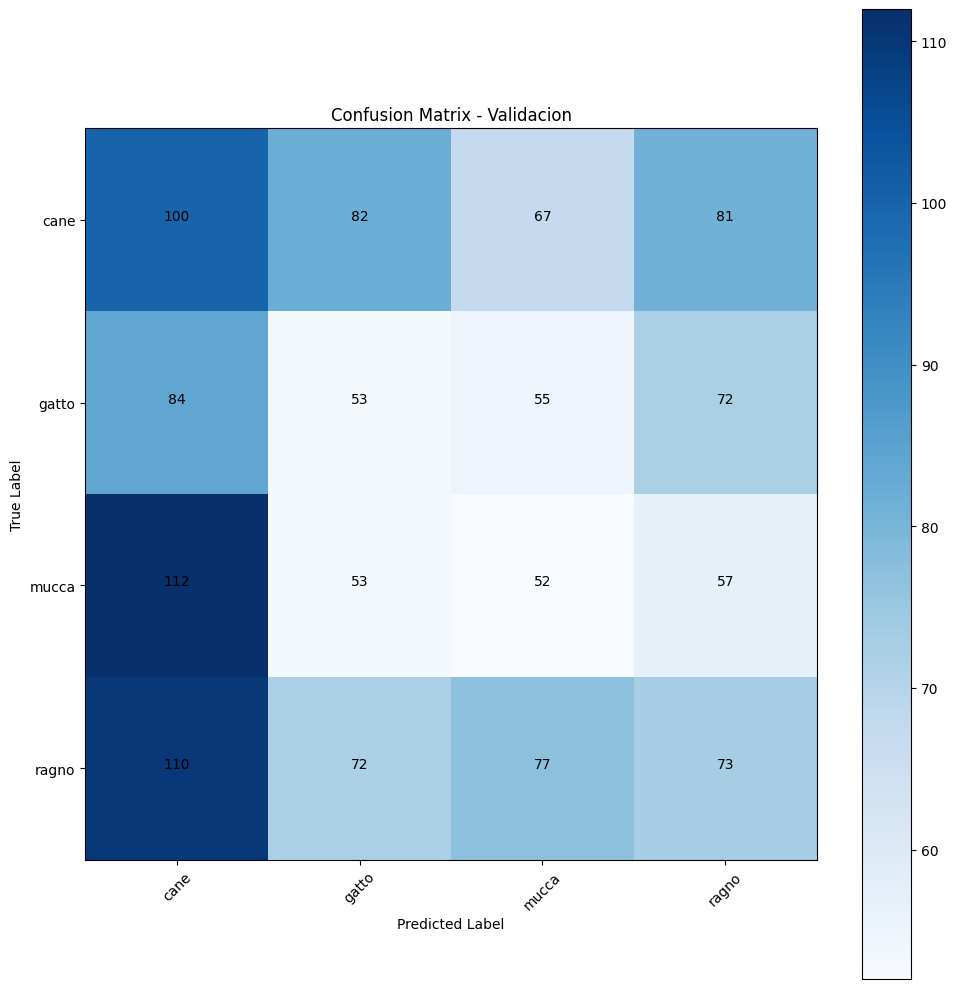 Confusion Matrix - Validacion
True Label
cane
100
82
67
81
gatto
84
53
55
72
mucca
112
53
52
57
ragno
110
72
77
73
cane
gatto
mucca
ragno
Predicted Label
110
100
90
80
70
60